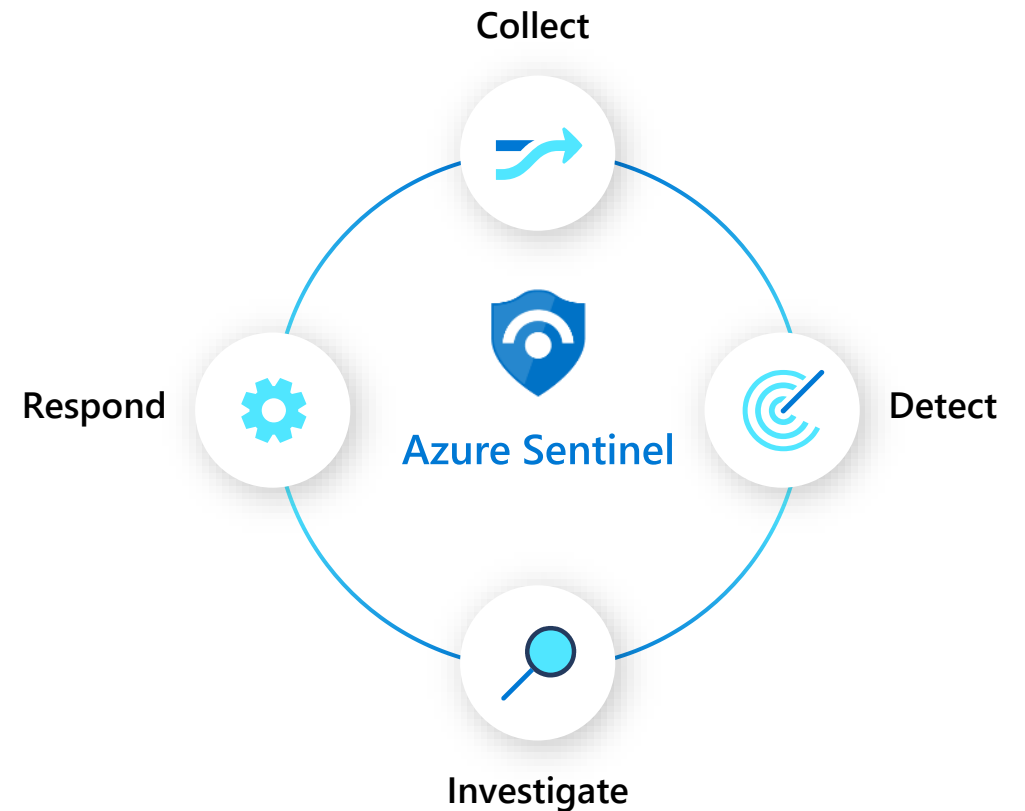 Collect
Respond
Azure Sentinel
Detect
Investigate